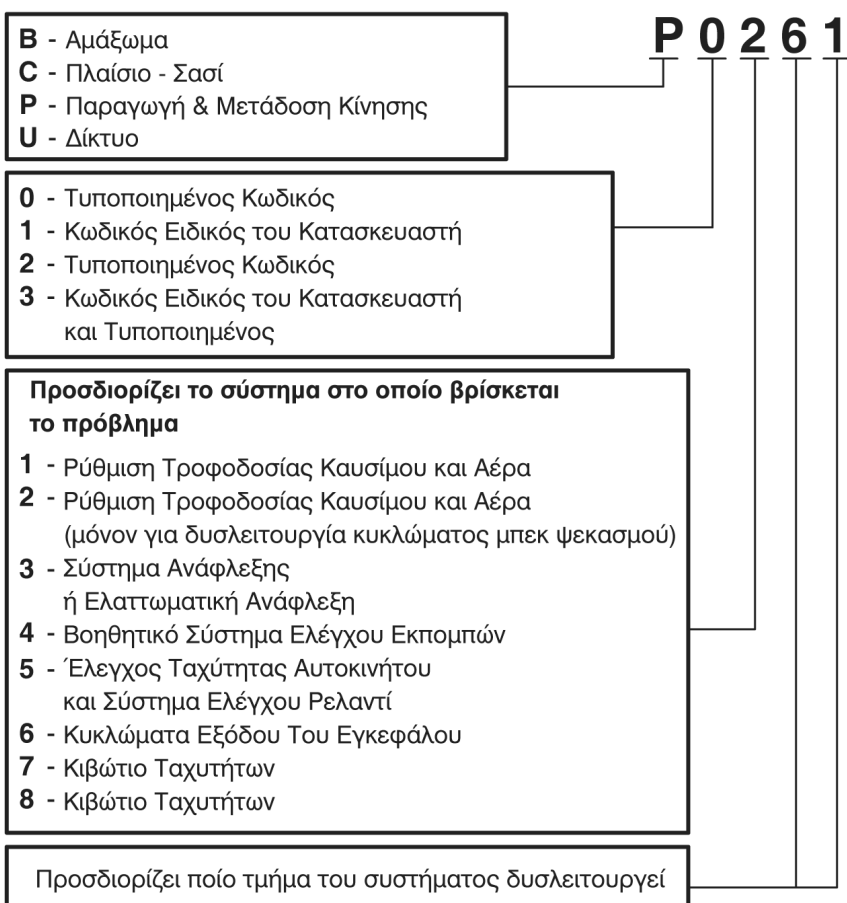 P 0 2 6 1
B - Αμάξωμα
C - Πλαίσιο - Σασί
P - Παραγωγή & Μετάδοση Κίνησης
U - Δίκτυο
0 - Τυποποιημένος Κωδικός
1 - Κωδικός Ειδικός του Κατασκευαστή
2 - Τυποποιημένος Κωδικός
3 - Κωδικός Ειδικός του Κατασκευαστή
και Τυποποιημένος
Προσδιορίζει το σύστημα στο οποίο βρίσκεται
το πρόβλημα
1 - Ρύθμιση Τροφοδοσίας Καυσίμου και Αέρα
2 - Ρύθμιση Τροφοδοσίας Καυσίμου και Αέρα
(μόνον για δυσλειτουργία κυκλώματος μπεκ ψεκασμού)
3 - Σύστημα Ανάφλεξης
ή Ελαττωματική Ανάφλεξη
4 - Βοηθητικό Σύστημα Ελέγχου Εκπομπών
5 - Έλεγχος Ταχύτητας Αυτοκινήτου
και Σύστημα Ελέγχου Ρελαντί
6 - Κυκλώματα Εξόδου Του Εγκεφάλου
7 - Κιβώτιο Ταχυτήτων
8 - Κιβώτιο Ταχυτήτων
Προσδιορίζει ποίο τμήμα του συστήματος δυσλειτουργεί